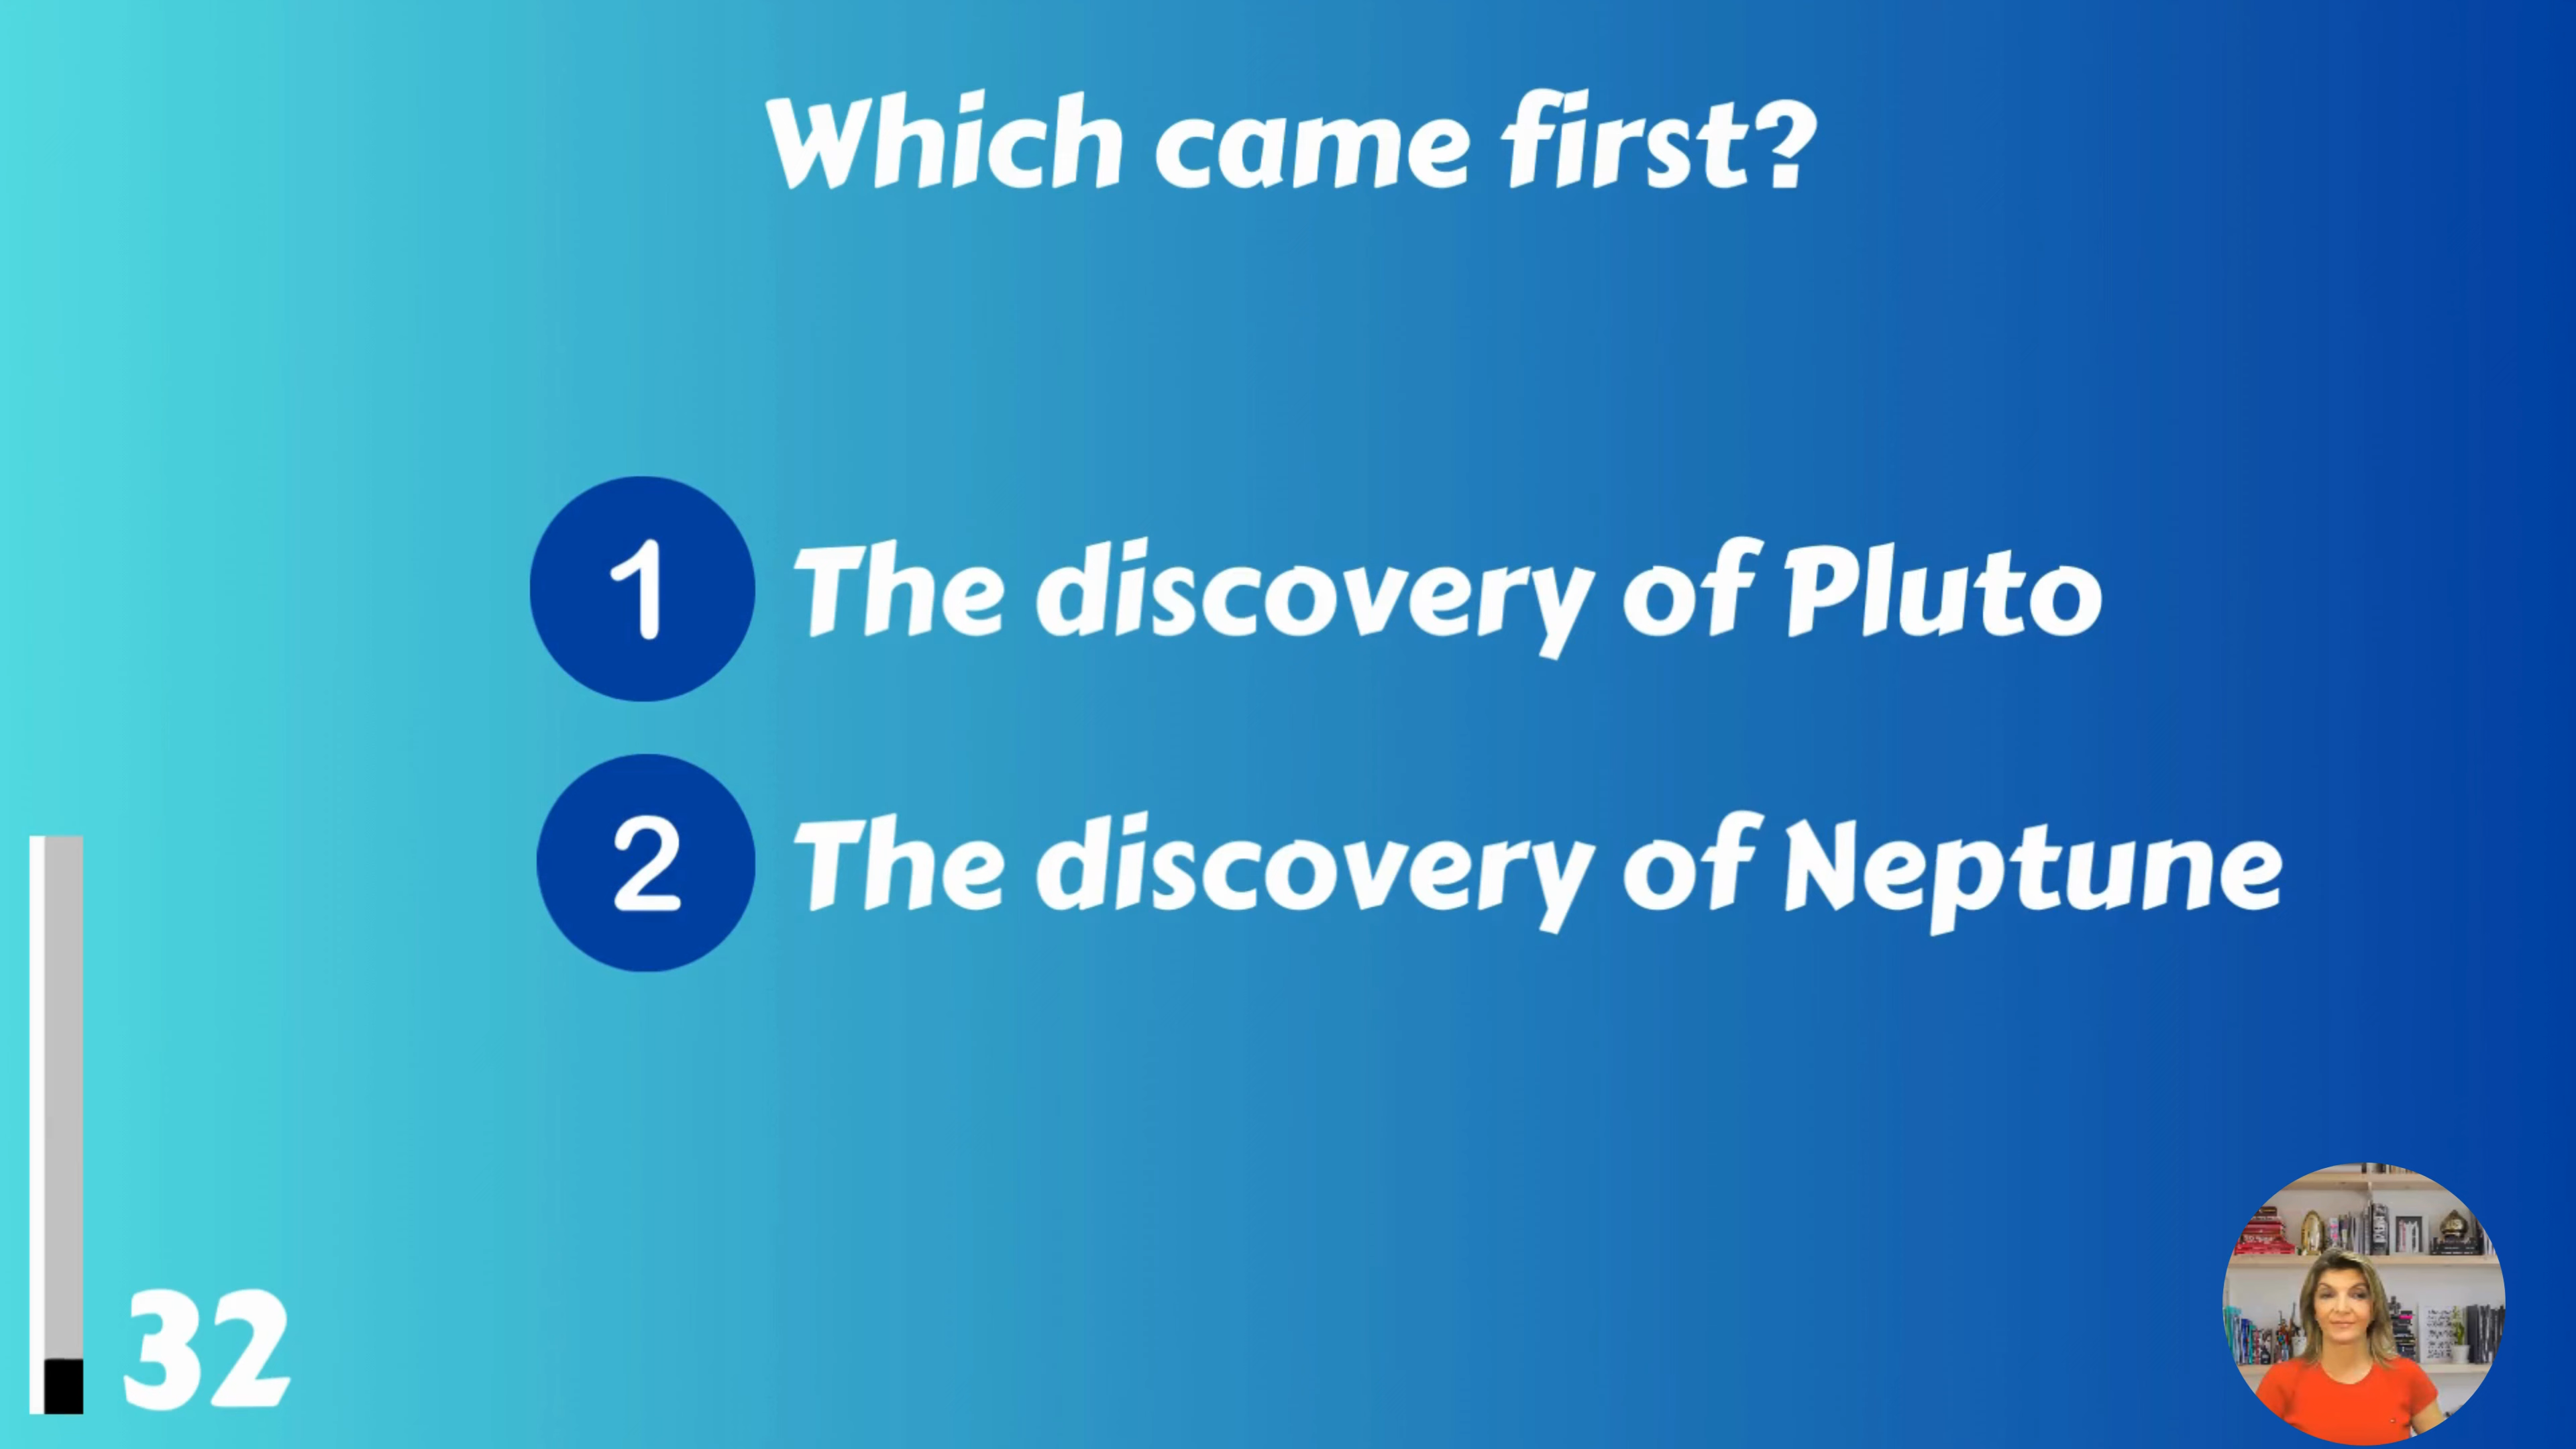 Which came first?
1 The discovery of Pluto
2 The discovery of Neptune
32